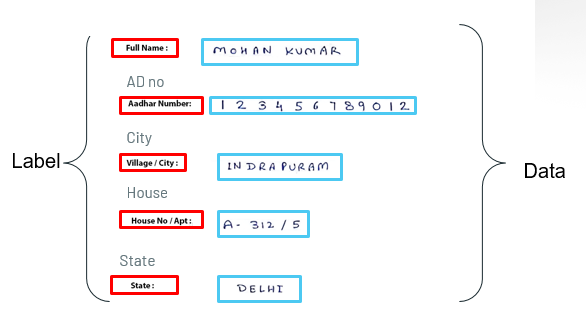 Full Name : MOHAN KUMAR
AD no
Aadhar Number: 1 2 3 4 5 6 7 8 9 0 1 2
City
Village / City : INDRAPURAM
Label
Data
House
House No / Apt : A- 312 / 5
State
State : DELHI